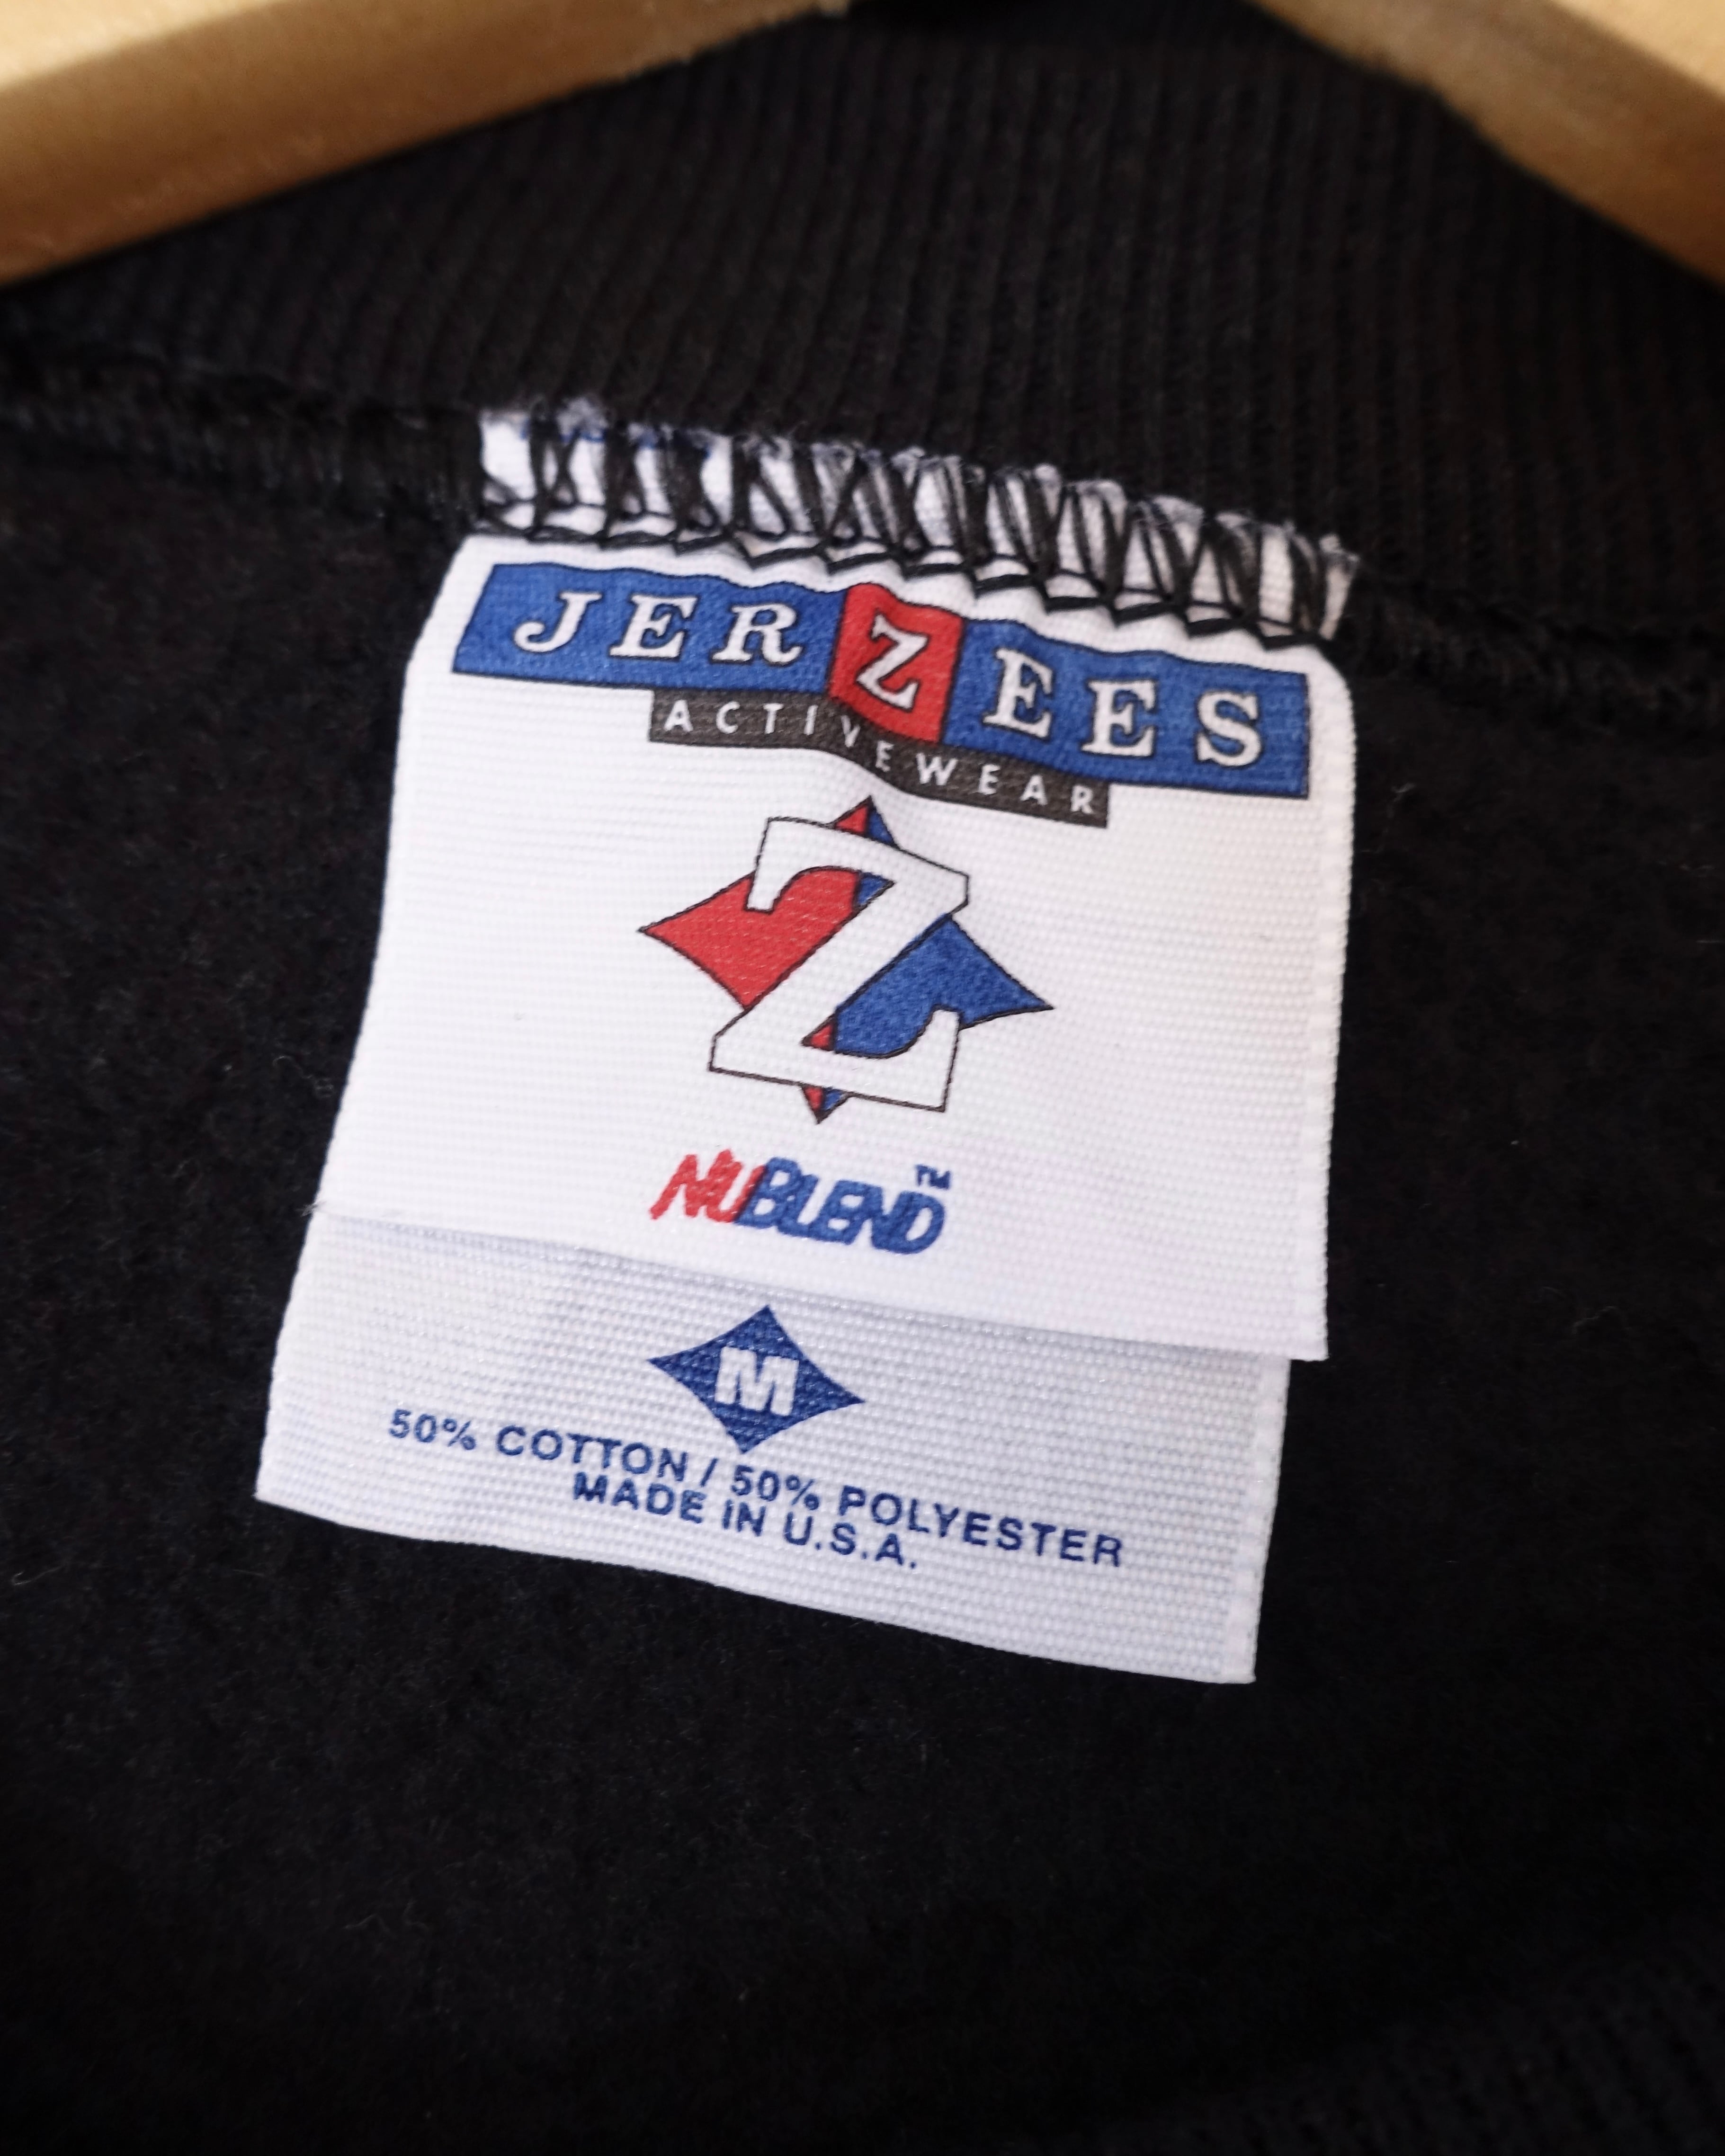 JERZEES
ACTIVEWEAR
Z
NUBLEND™
M
50% COTTON / 50% POLYESTER
MADE IN U.S.A.